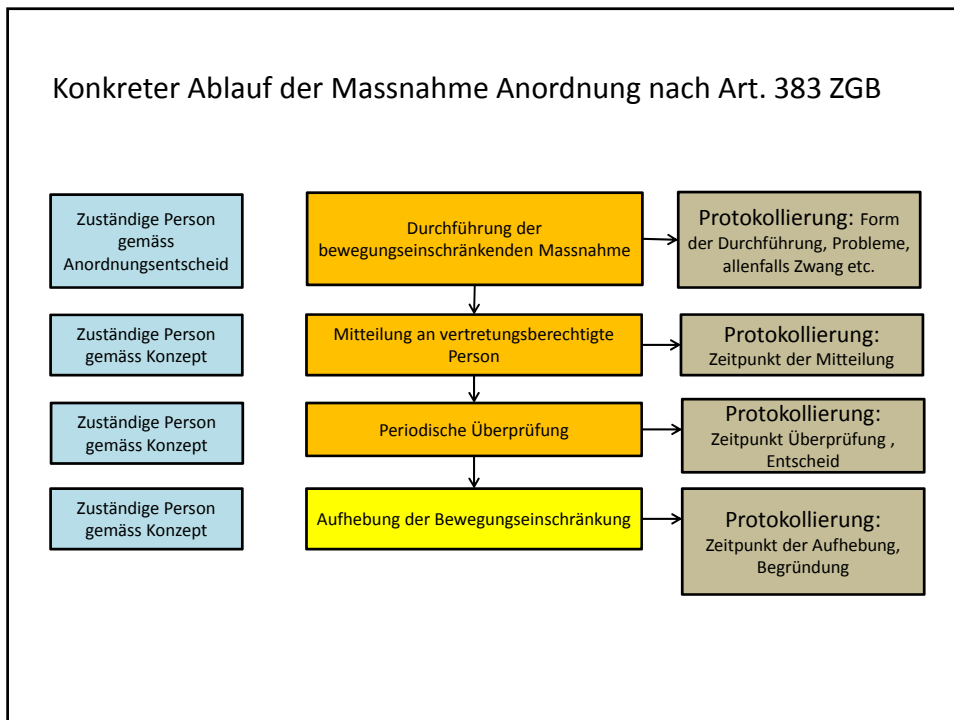 Konkreter Ablauf der Massnahme Anordnung nach Art. 383 ZGB
Zuständige Person
gemäss
Anordnungsentscheid
Durchführung der
bewegungseinschränkenden Massnahme
Protokollierung: Form
der Durchführung, Probleme,
allenfalls Zwang etc.
Zuständige Person
gemäss Konzept
Mitteilung an vertretungsberechtigte
Person
Protokollierung:
Zeitpunkt der Mitteilung
Zuständige Person
gemäss Konzept
Periodische Überprüfung
Protokollierung:
Zeitpunkt Überprüfung ,
Entscheid
Zuständige Person
gemäss Konzept
Aufhebung der Bewegungseinschränkung
Protokollierung:
Zeitpunkt der Aufhebung,
Begründung